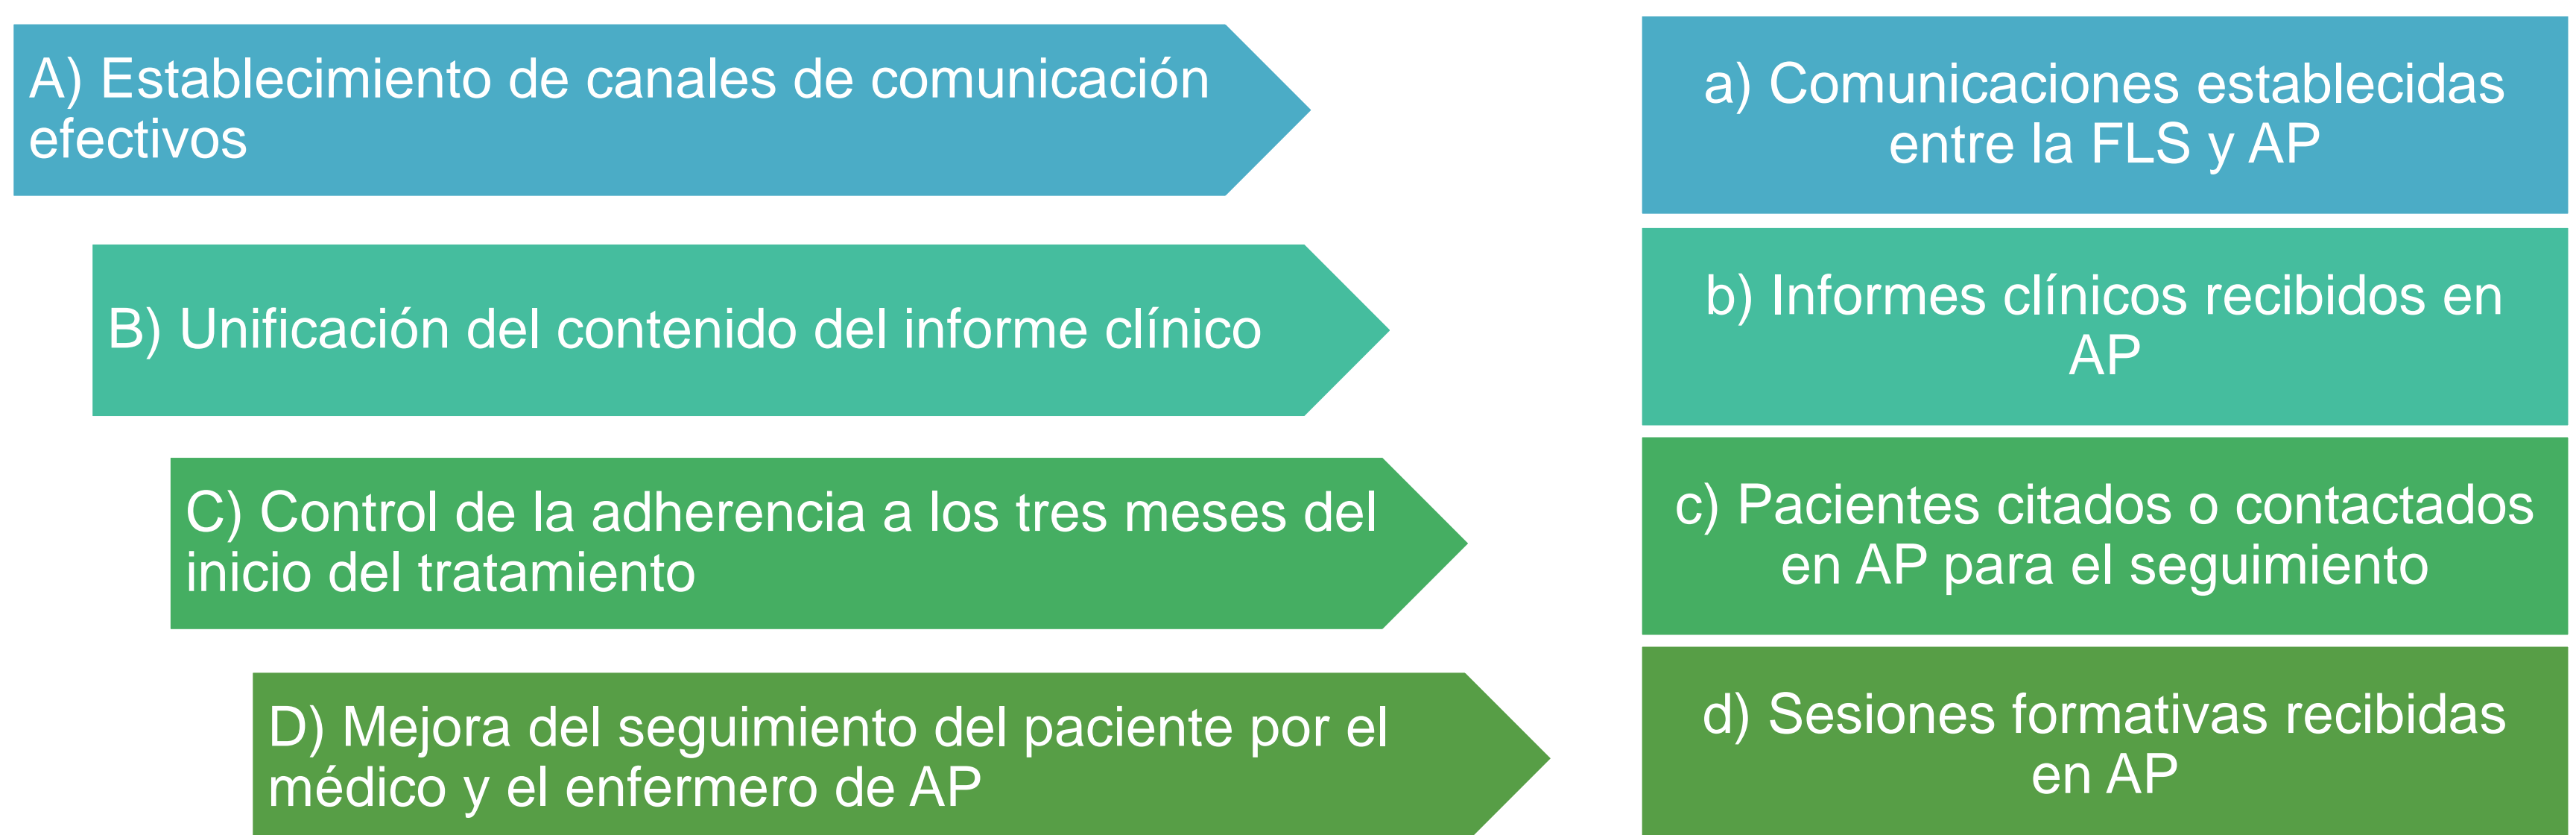 A) Establecimiento de canales de comunicación
efectivos
a) Comunicaciones establecidas
entre la FLS y AP
B) Unificación del contenido del informe clínico
b) Informes clínicos recibidos en
AP
C) Control de la adherencia a los tres meses del
inicio del tratamiento
c) Pacientes citados o contactados
en AP para el seguimiento
D) Mejora del seguimiento del paciente por el
médico y el enfermero de AP
d) Sesiones formativas recibidas
en AP